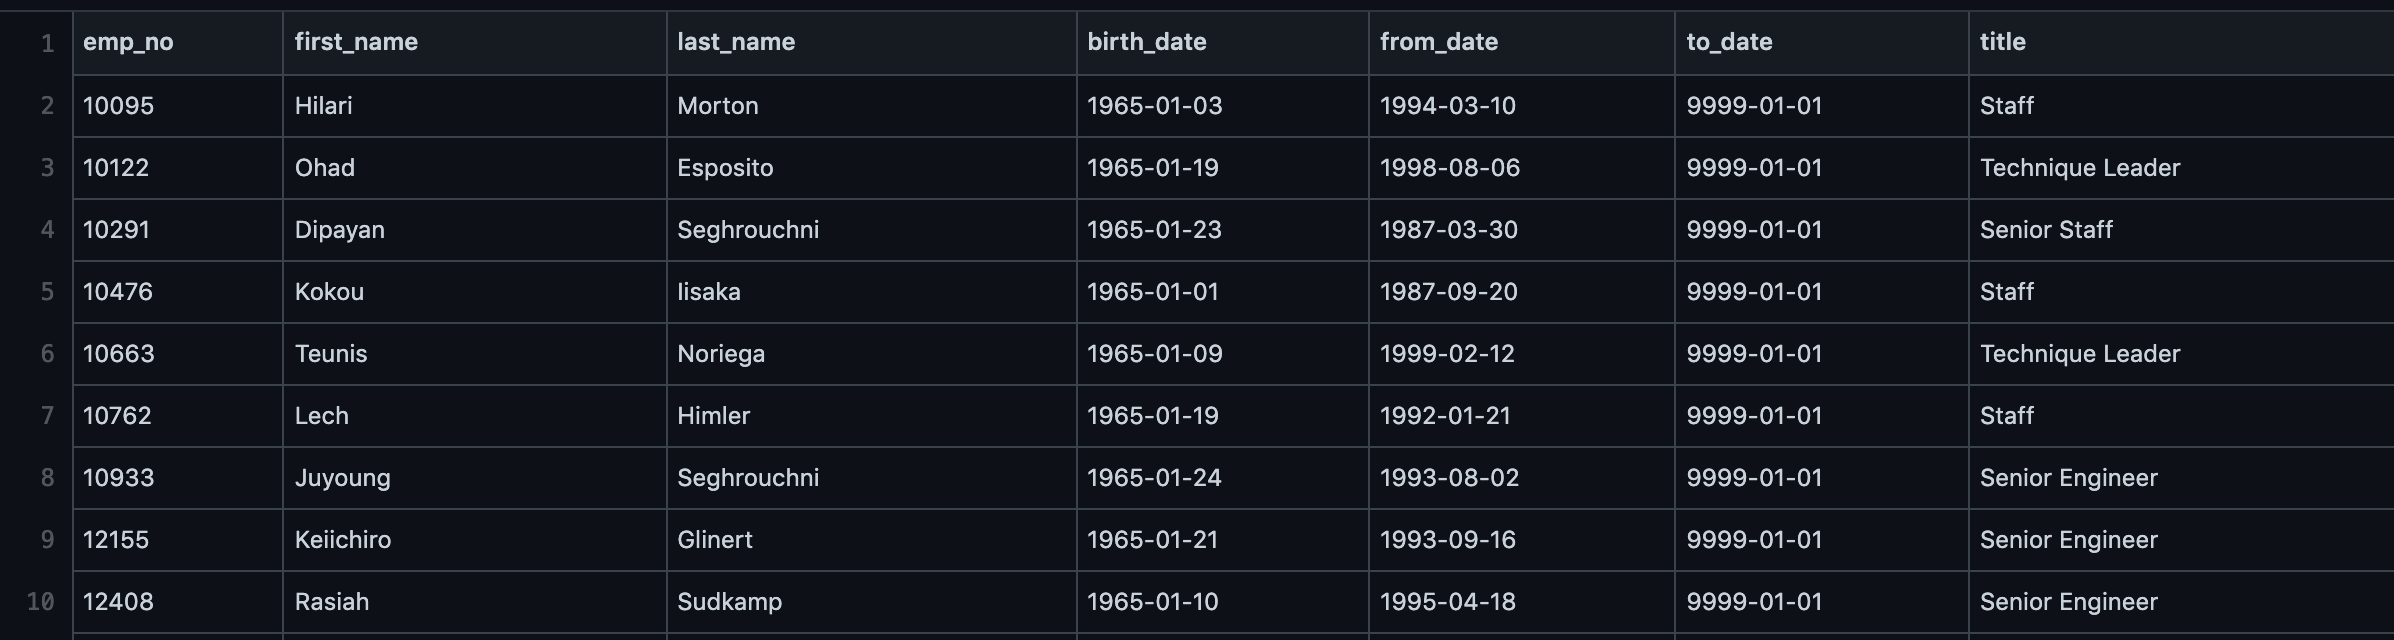 1 emp_no first_name last_name birth_date from_date to_date title
2 10095 Hilari Morton 1965-01-03 1994-03-10 9999-01-01 Staff
3 10122 Ohad Esposito 1965-01-19 1998-08-06 9999-01-01 Technique Leader
4 10291 Dipayan Seghrouchni 1965-01-23 1987-03-30 9999-01-01 Senior Staff
5 10476 Kokou Iisaka 1965-01-01 1987-09-20 9999-01-01 Staff
6 10663 Teunis Noriega 1965-01-09 1999-02-12 9999-01-01 Technique Leader
7 10762 Lech Himler 1965-01-19 1992-01-21 9999-01-01 Staff
8 10933 Juyoung Seghrouchni 1965-01-24 1993-08-02 9999-01-01 Senior Engineer
9 12155 Keiichiro Glinert 1965-01-21 1993-09-16 9999-01-01 Senior Engineer
10 12408 Rasiah Sudkamp 1965-01-10 1995-04-18 9999-01-01 Senior Engineer